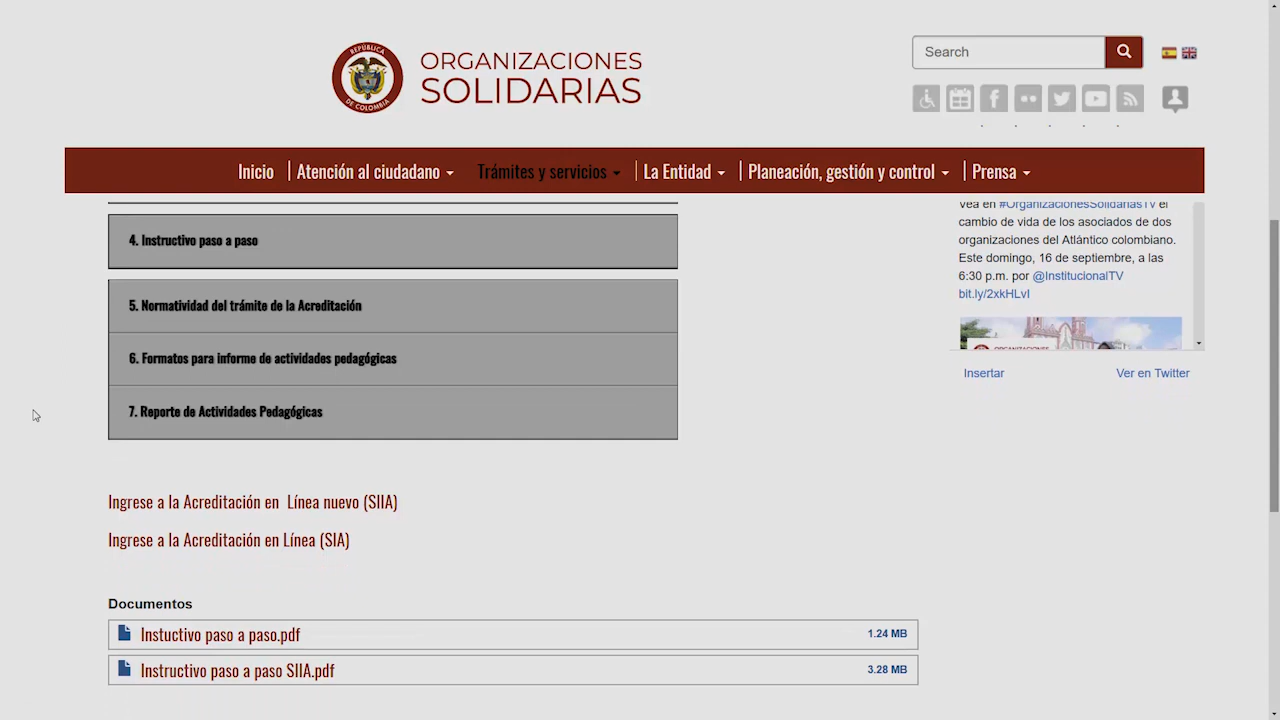 REPÚBLICA
DE COLOMBIA
ORGANIZACIONES
SOLIDARIAS
Search
Inicio
Atención al ciudadano
Trámites y servicios
La Entidad
Planeación, gestión y control
Prensa
4. Instructivo paso a paso
5. Normatividad del trámite de la Acreditación
6. Formatos para informe de actividades pedagógicas
7. Reporte de Actividades Pedagógicas
Vea en #OrganizacionesSolidariasTV el
cambio de vida de los asociados de dos
organizaciones del Atlántico colombiano.
Este domingo, 16 de septiembre, a las
6:30 p.m. por @InstitucionalTV
bit.ly/2xkHLvI
ORGANIZACIONES
Insertar
Ver en Twitter
Ingrese a la Acreditación en  Línea nuevo (SIIA)
Ingrese a la Acreditación en Línea (SIA)
Documentos
Instuctivo paso a paso.pdf
1.24 MB
Instructivo paso a paso SIIA.pdf
3.28 MB